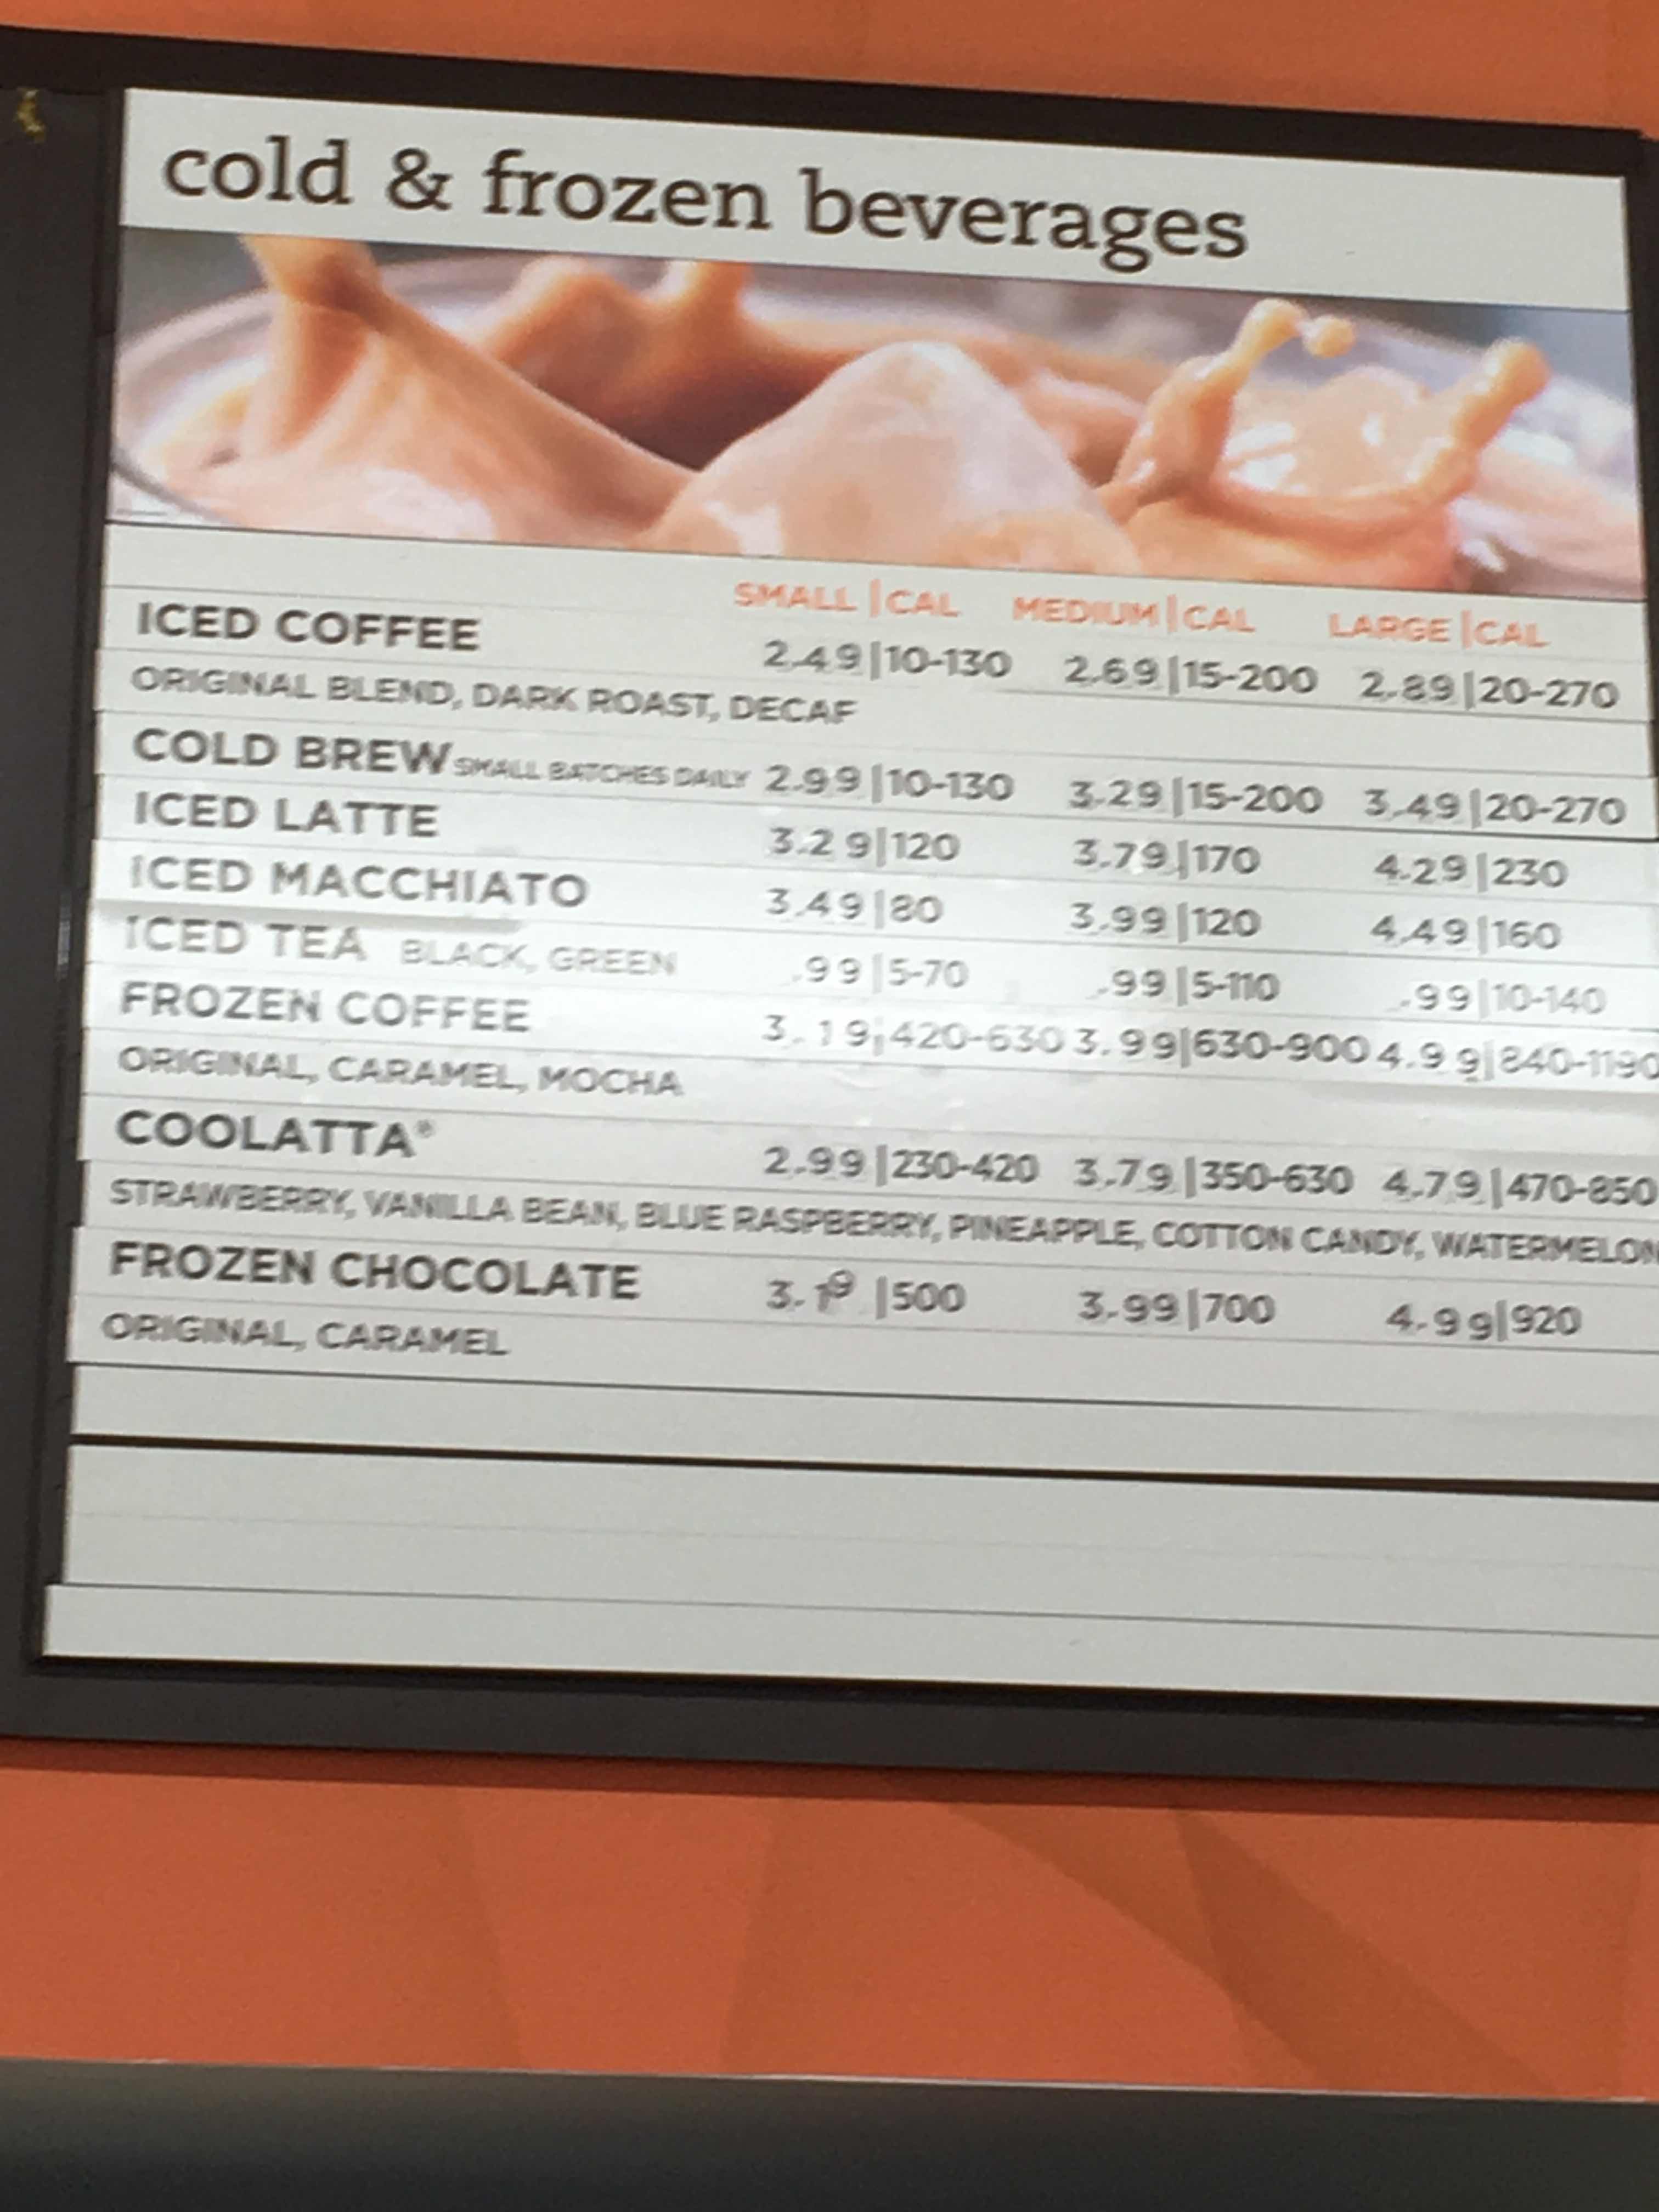 cold & frozen beverages
SMALL | CAL MEDIUM | CAL LARGE | CAL
ICED COFFEE 2.49|10-130 2.69|15-200 2.89|20-270
ORIGINAL BLEND, DARK ROAST, DECAF
COLD BREW SMALL BATCHES DAILY 2.99|10-130 3.29|15-200 3.49|20-270
ICED LATTE 3.29|120 3.79|170 4.29|230
ICED MACCHIATO 3.49|80 3.99|120 4.49|160
ICED TEA BLACK, GREEN .99|5-70 .99|5-110 .99|10-140
FROZEN COFFEE 3.19|420-630 3.99|630-900 4.99|840-1190
ORIGINAL, CARAMEL, MOCHA
COOLATTA® 2.99|230-420 3.79|350-630 4.79|470-850
STRAWBERRY, VANILLA BEAN, BLUE RASPBERRY, PINEAPPLE, COTTON CANDY, WATERMELON
FROZEN CHOCOLATE 3.19|500 3.99|700 4.99|920
ORIGINAL, CARAMEL